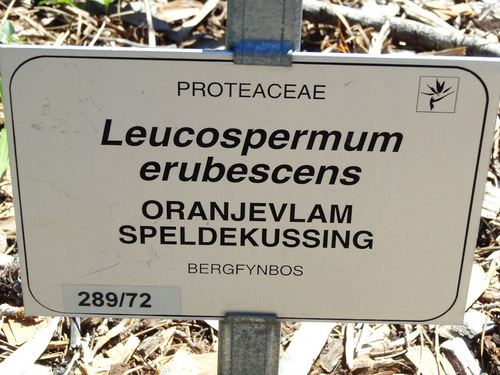 PROTEACEAE
Leucospermum
erubescens
ORANJEVLAM
SPELDEKUSSING
BERGFYNBOS
289/72